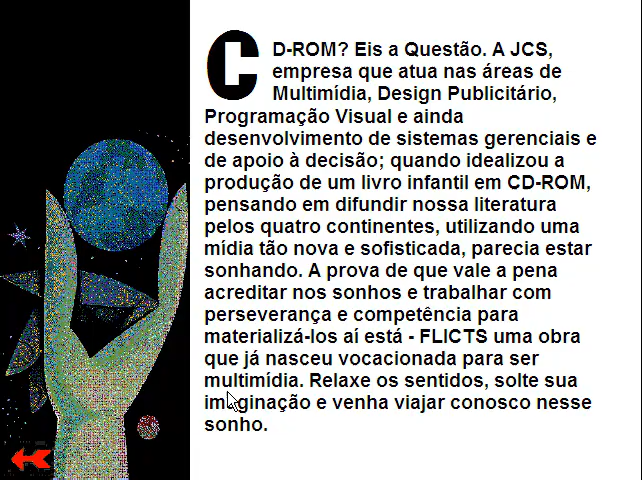 CD-ROM? Eis a Questão. A JCS,
empresa que atua nas áreas de
Multimídia, Design Publicitário,
Programação Visual e ainda
desenvolvimento de sistemas gerenciais e
de apoio à decisão; quando idealizou a
produção de um livro infantil em CD-ROM,
pensando em difundir nossa literatura
pelos quatro continentes, utilizando uma
mídia tão nova e sofisticada, parecia estar
sonhando. A prova de que vale a pena
acreditar nos sonhos e trabalhar com
perseverança e competência para
materializá-los aí está - FLICTS uma obra
que já nasceu vocacionada para ser
multimídia. Relaxe os sentidos, solte sua
imaginação e venha viajar conosco nesse
sonho.